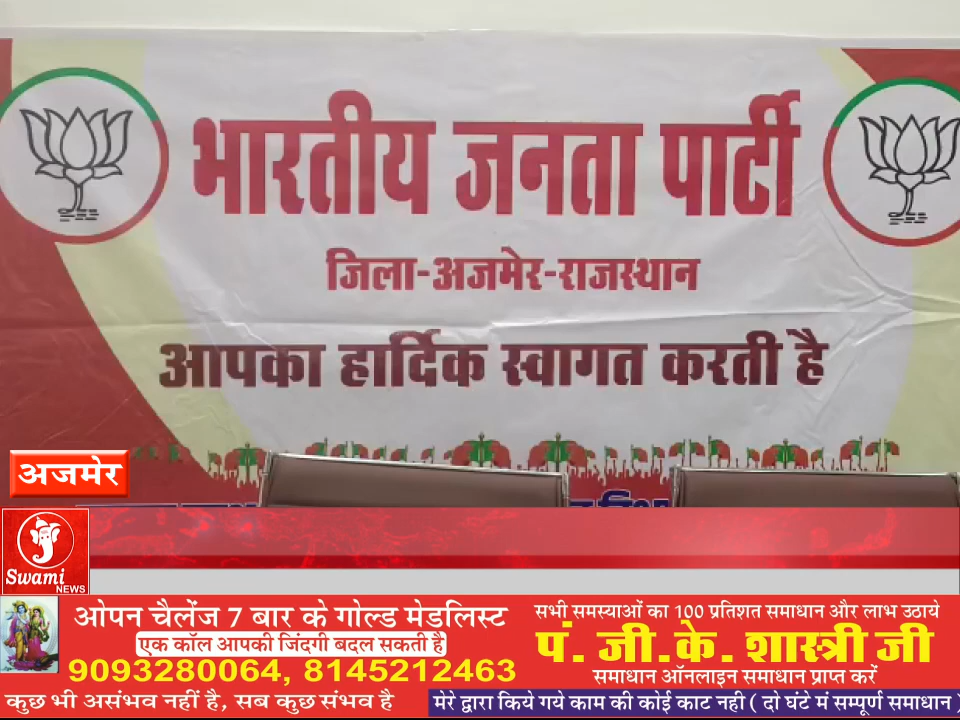 भारतीय जनता पार्टी
जिला-अजमेर-राजस्थान
आपका हार्दिक स्वागत करती है
अजमेर
Swami
NEWS
ओपन चैलेंज 7 बार के गोल्ड मेडलिस्ट
एक कॉल आपकी जिंदगी बदल सकती है
9093280064, 8145212463
कुछ भी असंभव नहीं है, सब कुछ संभव है
सभी समस्याओं का 100 प्रतिशत समाधान और लाभ उठाये
पं. जी.के. शास्त्री जी
समाधान ऑनलाइन समाधान प्राप्त करें
मेरे द्वारा किये गये काम की कोई काट नही ( दो घंटे मं सम्पूर्ण समाधान )